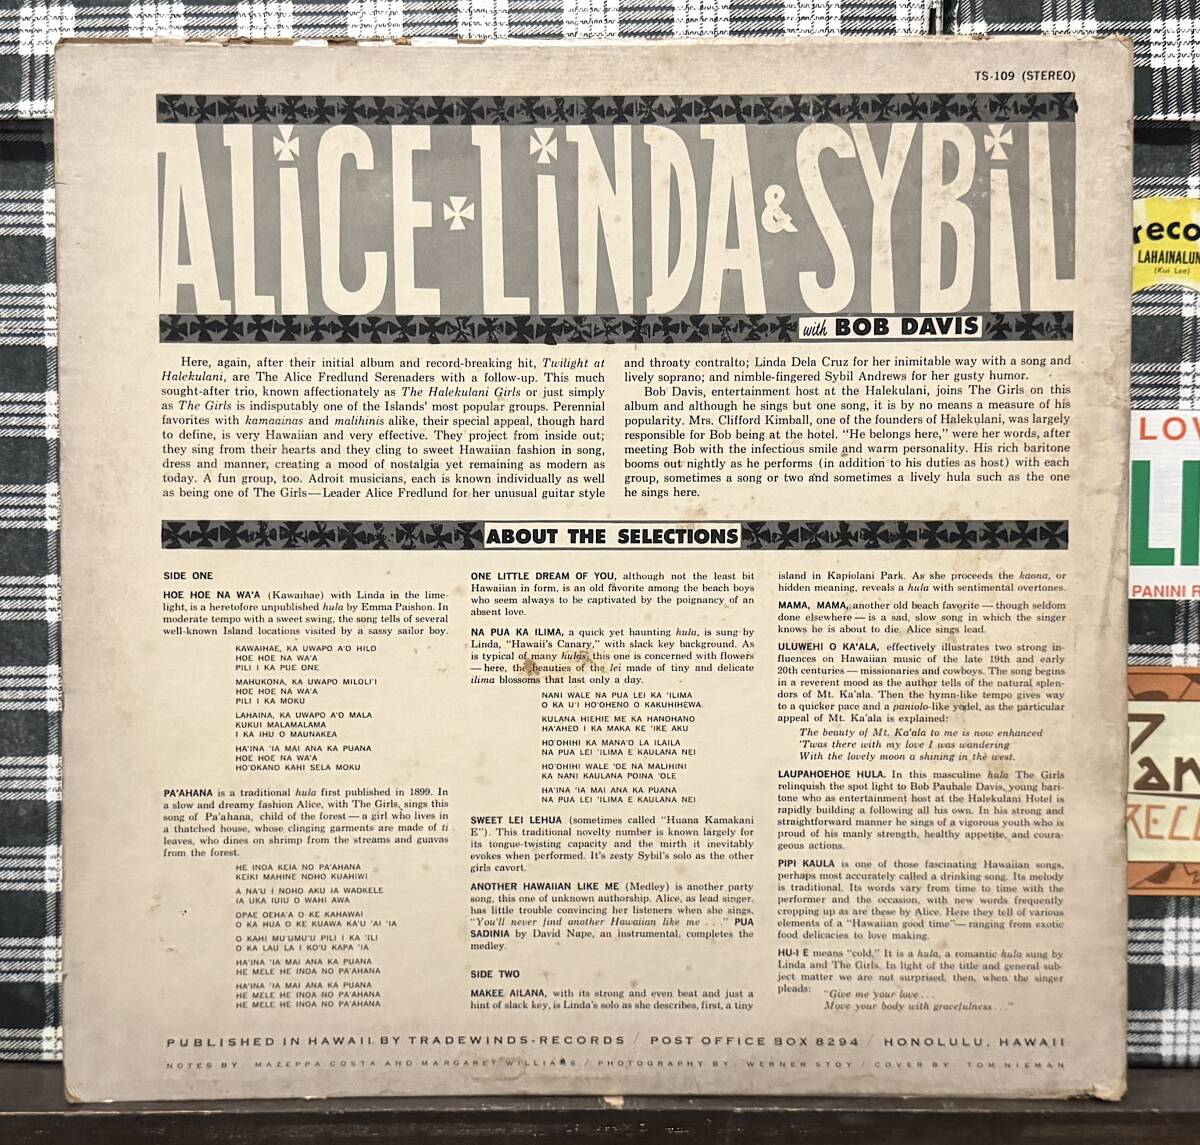 TS-109 (STEREO)
ALiCE LiNDA & SYBiL
with BOB DAVIS
Here, again, after their initial album and record-breaking hit, Twilight at
Halekulani, are The Alice Fredlund Serenaders with a follow-up. This much
sought-after trio, known affectionately as The Halekulani Girls or just simply
as The Girls is indisputably one of the Islands' most popular groups. Perennial
favorites with kamaainas and malihinis alike, their special appeal, though hard
to define, is very Hawaiian and very effective. They project from inside out;
they sing from their hearts and they cling to sweet Hawaiian fashion in song,
dress and manner, creating a mood of nostalgia yet remaining as modern as
today. A fun group, too. Adroit musicians, each is known individually as well
as being one of The Girls—Leader Alice Fredlund for her unusual guitar style
and throaty contralto; Linda Dela Cruz for her inimitable way with a song and
lively soprano; and nimble-fingered Sybil Andrews for her gusty humor.
Bob Davis, entertainment host at the Halekulani, joins The Girls on this
album and although he sings but one song, it is by no means a measure of his
popularity. Mrs. Clifford Kimball, one of the founders of Halekulani, was largely
responsible for Bob being at the hotel. "He belongs here," were her words, after
meeting Bob with the infectious smile and warm personality. His rich baritone
booms out nightly as he performs (in addition to his duties as host) with each
group, sometimes a song or two and sometimes a lively hula such as the one
he sings here.
ABOUT THE SELECTIONS
SIDE ONE
HOE HOE NA WA'A (Kawaihae) with Linda in the lime-
light, is a heretofore unpublished hula by Emma Paishon. In
moderate tempo with a sweet swing, the song tells of several
well-known Island locations visited by a sassy sailor boy.
KAWAIHAE, KA UWAPO A'O HILO
HOE HOE NA WA'A
PILI I KA PUE ONE
MAHUKONA, KA UWAPO MILOLI'I
HOE HOE NA WA'A
PILI I KA MOKU
LAHAINA, KA UWAPO A'O MALA
KUKUI MALAMALAMA
I KA IHU O MAUNAKEA
HA'INA 'IA MAI ANA KA PUANA
HOE HOE NA WA'A
HO'OKANO KAHI SELA MOKU
PA'AHANA is a traditional hula first published in 1899. In
a slow and dreamy fashion Alice, with The Girls, sings this
song of Pa'ahana, child of the forest—a girl who lives in
a thatched house, whose clinging garments are made of ti
leaves, who dines on shrimp from the streams and guavas
from the forest.
HE INOA KEIA NO PA'AHANA
KEIKI MAHINE NOHO KUAHIWI
A NA'U I NOHO AKU IA WAOKELE
IA UKA IUIU O WAHI AWA
OPAE OEHA'A O KE KAHAWAI
O KA HUA O KE KUAWA KA'U 'AI 'IA
O KAHI MU'UMU'U PILI I KA 'ILI
O KA LAU LA I KO'U KAPA 'IA
HA'INA 'IA MAI ANA KA PUANA
HE MELE HE INOA NO PA'AHANA
HA'INA 'IA MAI ANA KA PUANA
HE MELE HE INOA NO PA'AHANA
HE MELE HE INOA NO PA'AHANA
ONE LITTLE DREAM OF YOU, although not the least bit
Hawaiian in form, is an old favorite among the beach boys
who seem always to be captivated by the poignancy of an
absent love.
NA PUA KA ILIMA, a quick yet haunting hula, is sung by
Linda, "Hawaii's Canary," with slack key background. As
is typical of many hulas, this one is concerned with flowers
— here, the beauties of the lei made of tiny and delicate
ilima blossoms that last only a day.
NANI WALE NA PUA LEI KA 'ILIMA
O KA U'I HO'OHENO O KAKUHIHEWA
KULANA HIEHIE ME KA HANOHANO
HA'AHEO I KA MAKA KE 'IKE AKU
HO'OHIHI KA MANA'O LA ILAILA
NA PUA LEI 'ILIMA E KAULANA NEI
HO'OHIHI WALE 'OE NA MALIHINI
KA NANI KAULANA POINA 'OLE
HA'INA 'IA MAI ANA KA PUANA
NA PUA LEI 'ILIMA E KAULANA NEI
SWEET LEI LEHUA (sometimes called "Huana Kamakani
E"). This traditional novelty number is known largely for
its tongue-twisting capacity and the mirth it inevitably
evokes when performed. It's zesty Sybil's solo as the other
girls cavort.
ANOTHER HAWAIIAN LIKE ME (Medley) is another party
song, this one of unknown authorship. Alice, as lead singer,
has little trouble convincing her listeners when she sings,
"You'll never find another Hawaiian like me . . ." PUA
SADINIA by David Nape, an instrumental, completes the
medley.
SIDE TWO
MAKEE AILANA, with its strong and even beat and just a
hint of slack key, is Linda's solo as she describes, first, a tiny
island in Kapiolani Park. As she proceeds the kaona, or
hidden meaning, reveals a hula with sentimental overtones.
MAMA, MAMA, another old beach favorite — though seldom
done elsewhere — is a sad, slow song in which the singer
knows he is about to die. Alice sings lead.
ULUWEHI O KA'ALA, effectively illustrates two strong in-
fluences on Hawaiian music of the late 19th and early
20th centuries — missionaries and cowboys. The song begins
in a reverent mood as the author tells of the natural splen-
dors of Mt. Ka'ala. Then the hymn-like tempo gives way
to a quicker pace and a paniolo-like yodel, as the particular
appeal of Mt. Ka'ala is explained:
The beauty of Mt. Ka'ala to me is now enhanced
'Twas there with my love I was wandering
With the lovely moon a shining in the west.
LAUPAHOEHOE HULA. In this masculine hula The Girls
relinquish the spot light to Bob Pauhale Davis, young bari-
tone who as entertainment host at the Halekulani Hotel is
rapidly building a following all his own. In his strong and
straightforward manner he sings of a vigorous youth who is
proud of his manly strength, healthy appetite, and coura-
geous actions.
PIPI KAULA is one of those fascinating Hawaiian songs,
perhaps most accurately called a drinking song. Its melody
is traditional. Its words vary from time to time with the
performer and the occasion, with new words frequently
cropping up as are these by Alice. Here they tell of various
elements of a "Hawaiian good time"— ranging from exotic
food delicacies to love making.
HU-I E means "cold." It is a hula, a romantic hula sung by
Linda and The Girls. In light of the title and general sub-
ject matter we are not surprised, then, when the singer
pleads:
"Give me your love . . .
Move your body with gracefulness . . ."
PUBLISHED IN HAWAII BY TRADEWINDS-RECORDS / POST OFFICE BOX 8294 / HONOLULU, HAWAII
NOTES BY: MAZEPPA COSTA AND MARGARET WILLIAMS / PHOTOGRAPHY BY: WERNER STOY / COVER BY: TOM NIEMAN
reco
LAHAINALUN
(Kui Lee)
LOV
LI
PANINI R
an
RECA